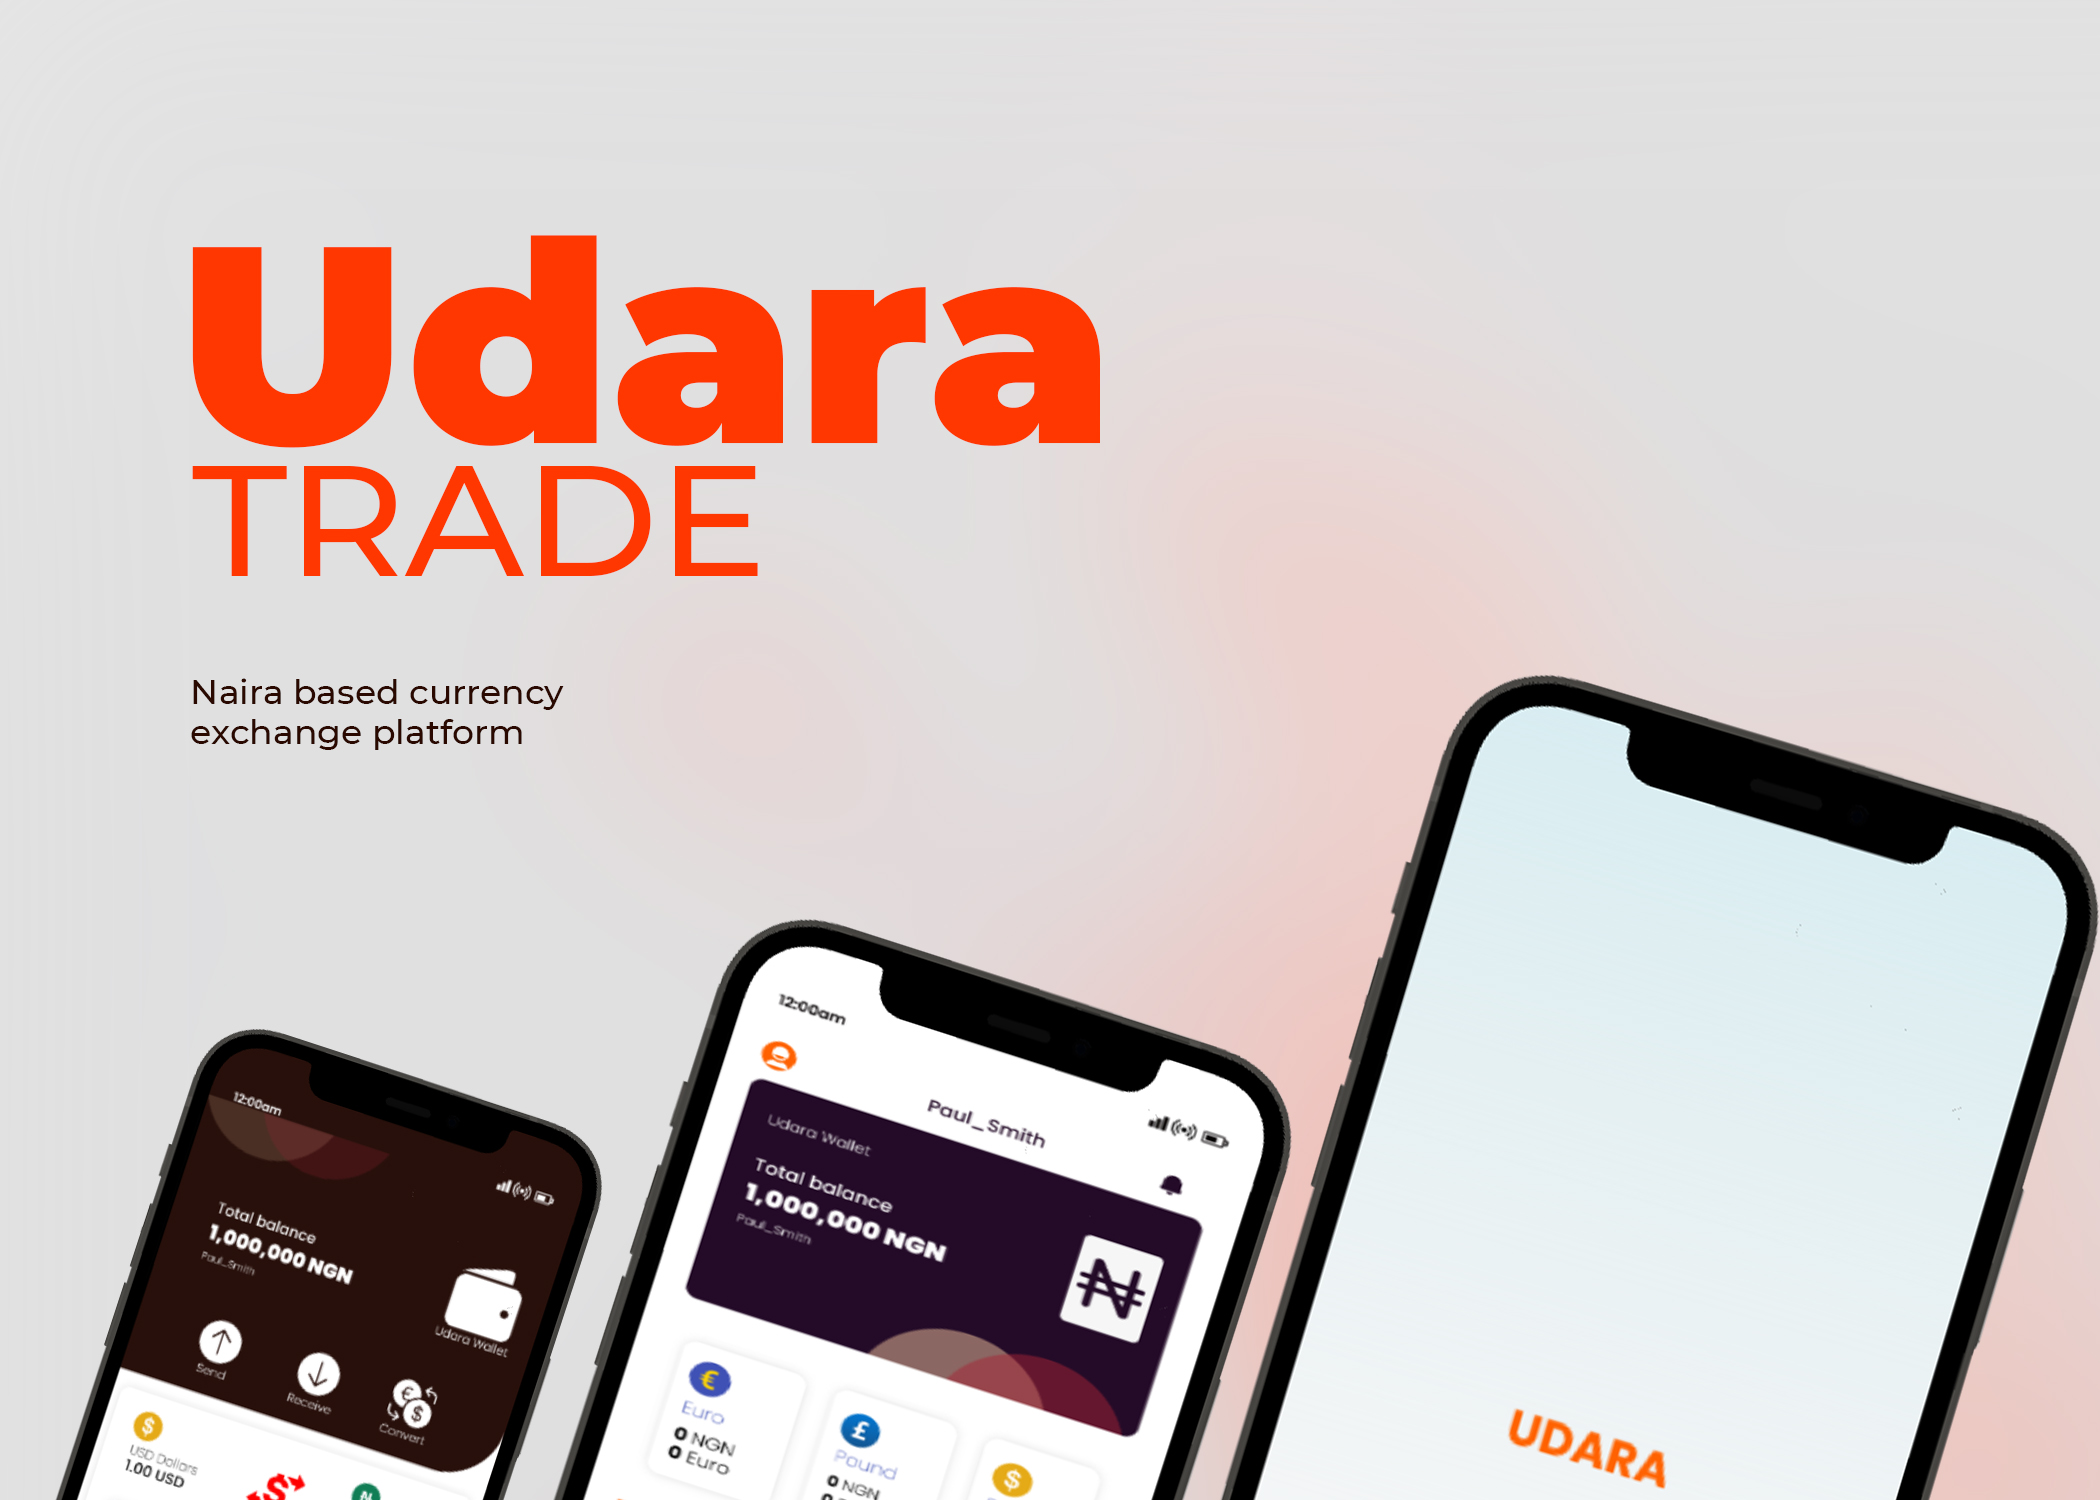 Udara
TRADE
Naira based currency
exchange platform
12:00am
Total balance
1,000,000 NGN
Paul_Smith
Udara Wallet
Send
Receive
Convert
USD Dollars
1.00 USD
12:00am
Paul_Smith
Udara Wallet
Total balance
1,000,000 NGN
Paul_Smith
Euro
0 NGN
0 Euro
Pound
0 NGN
UDARA